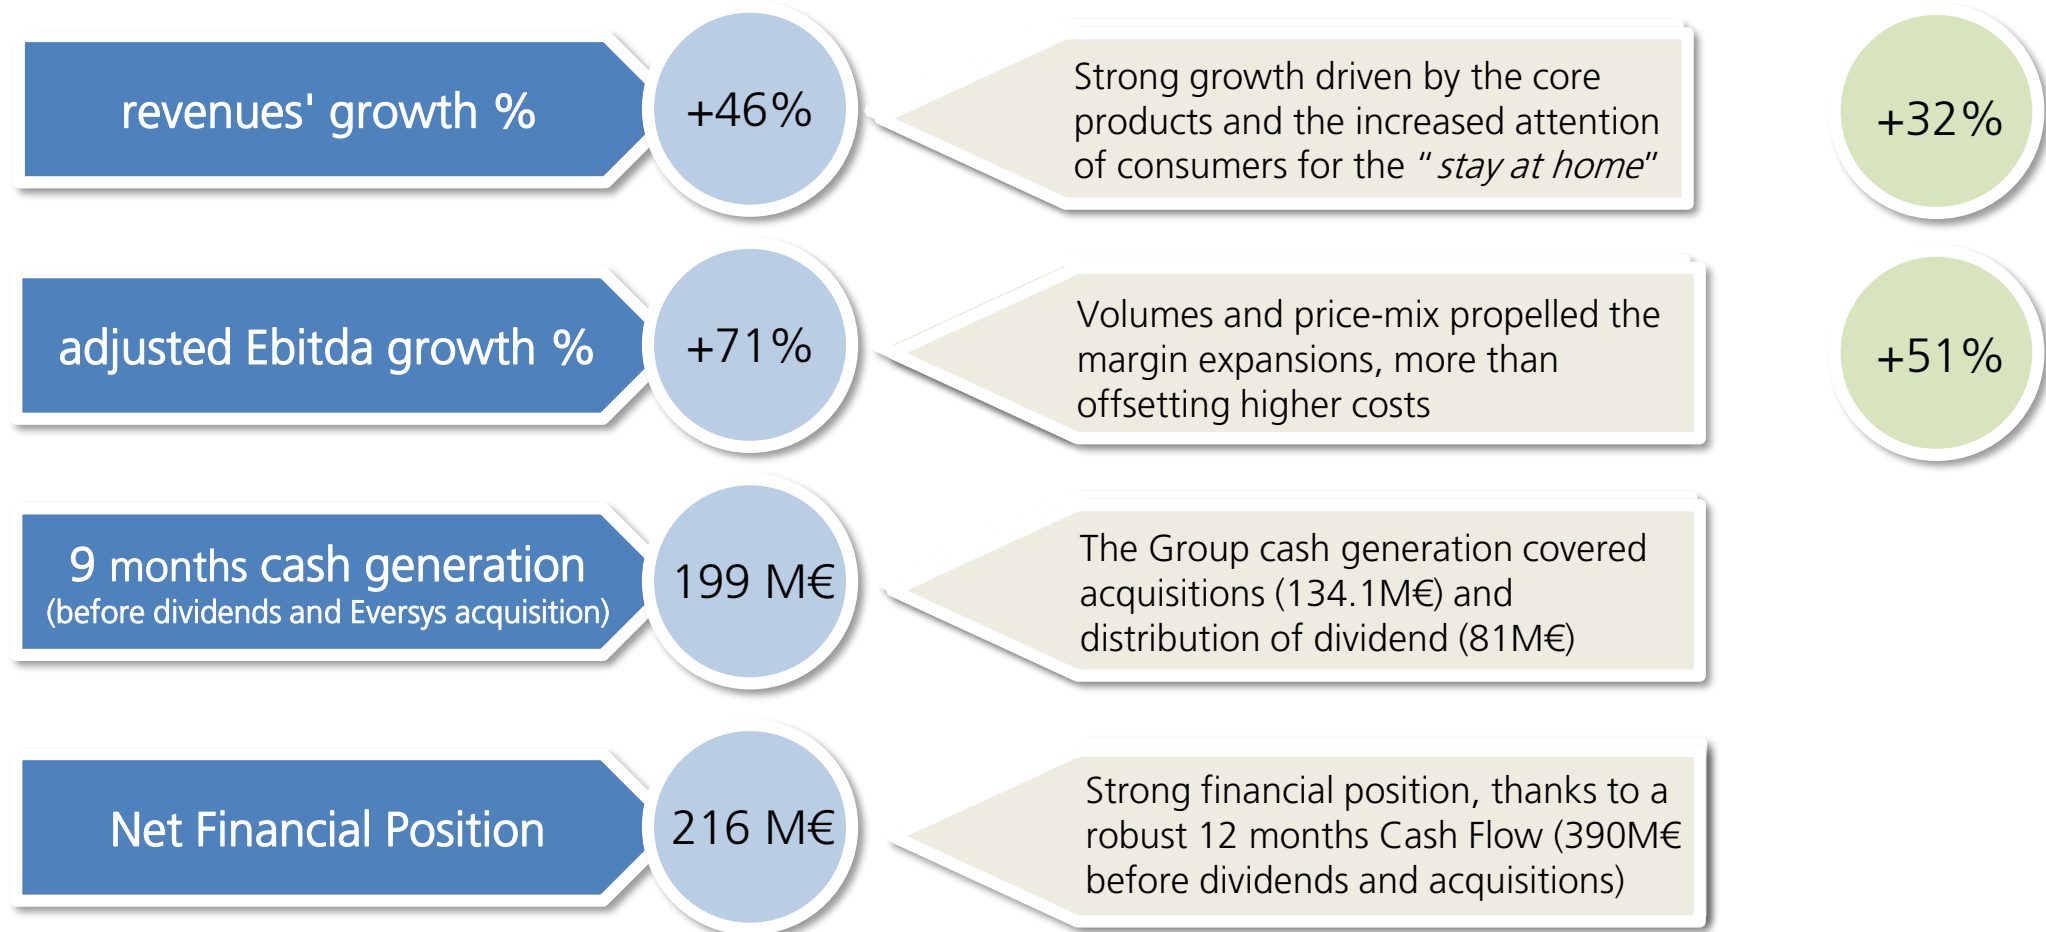 revenues' growth %
+46%
Strong growth driven by the core
products and the increased attention
of consumers for the “stay at home”
+32%
adjusted Ebitda growth %
+71%
Volumes and price-mix propelled the
margin expansions, more than
offsetting higher costs
+51%
9 months cash generation
(before dividends and Eversys acquisition)
199 M€
The Group cash generation covered
acquisitions (134.1M€) and
distribution of dividend (81M€)
Net Financial Position
216 M€
Strong financial position, thanks to a
robust 12 months Cash Flow (390M€
before dividends and acquisitions)